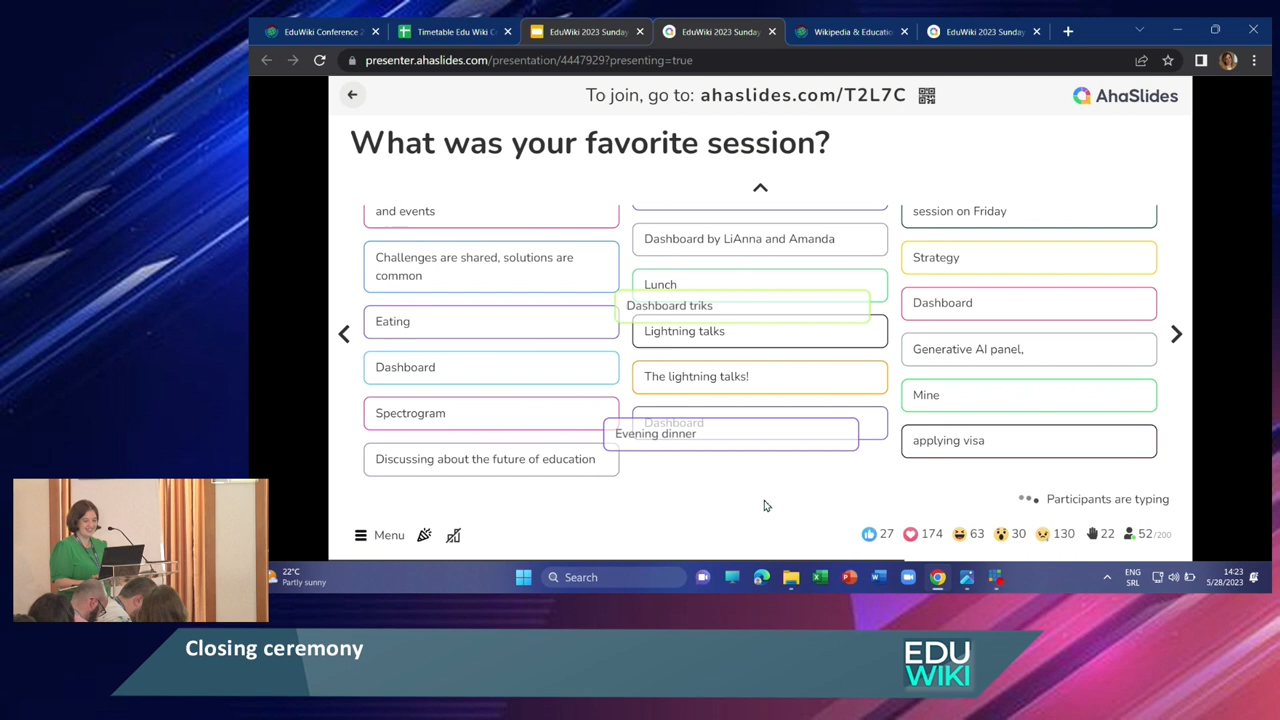 EduWiki Conference 2
Timetable Edu Wiki C
EduWiki 2023 Sunday
EduWiki 2023 Sunday
Wikipedia & Educatio
EduWiki 2023 Sunday
presenter.ahaslides.com/presentation/4447929?presenting=true
To join, go to: ahaslides.com/T2L7C
AhaSlides
What was your favorite session?
and events
Challenges are shared, solutions are
common
Eating
Dashboard
Spectrogram
Discussing about the future of education
Dashboard by LiAnna and Amanda
Lunch
Dashboard triks
Lightning talks
The lightning talks!
Dashboard
Evening dinner
session on Friday
Strategy
Dashboard
Generative AI panel,
Mine
applying visa
Participants are typing
Menu
27 174 63 30 130 22 52/200
22°C
Partly sunny
Search
ENG
SRL
14:23
5/28/2023
Closing ceremony
EDU
WIKI